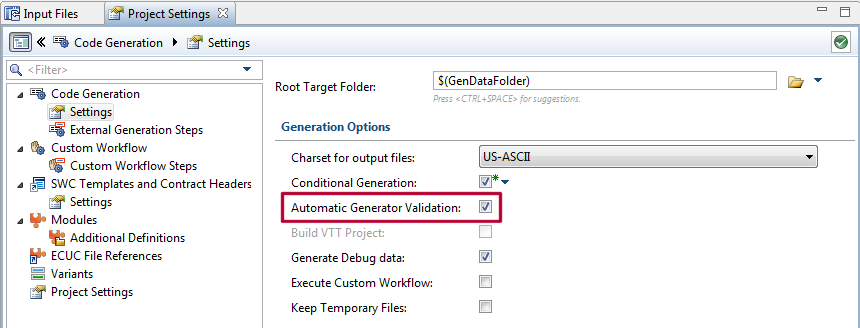 Input Files
Project Settings
Code Generation
Settings
<Filter>
Code Generation
Settings
External Generation Steps
Custom Workflow
Custom Workflow Steps
SWC Templates and Contract Headers
Settings
Modules
Additional Definitions
ECUC File References
Variants
Project Settings
Root Target Folder: $(GenDataFolder)
Press <CTRL+SPACE> for suggestions.
Generation Options
Charset for output files: US-ASCII
Conditional Generation:
Automatic Generator Validation:
Build VTT Project:
Generate Debug data:
Execute Custom Workflow:
Keep Temporary Files: